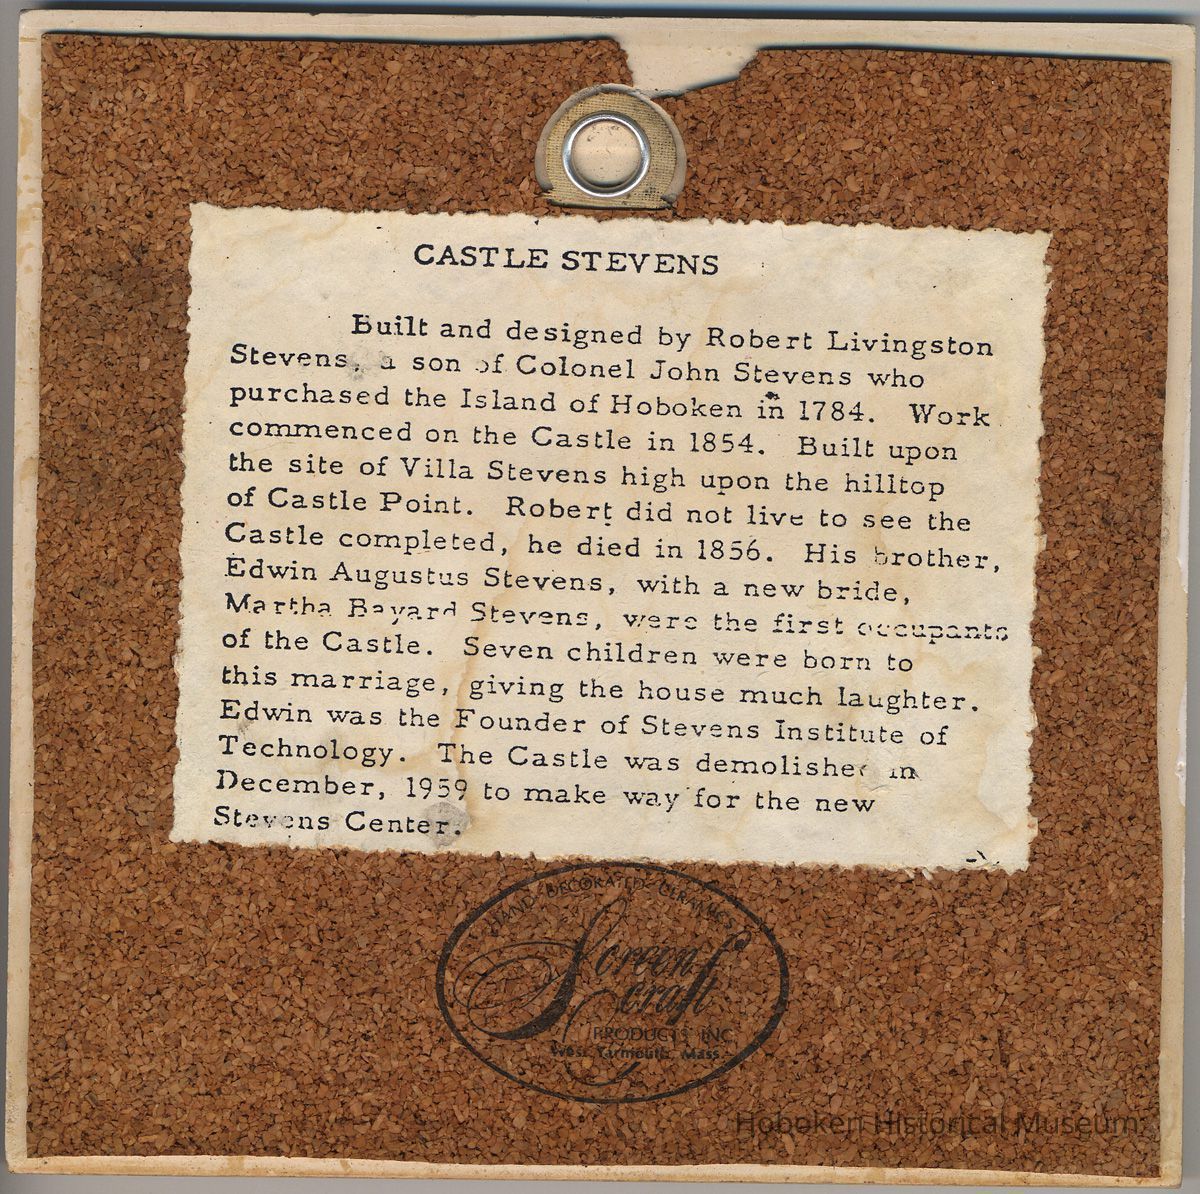 CASTLE STEVENS
Built and designed by Robert Livingston
Stevens, a son of Colonel John Stevens who
purchased the Island of Hoboken in 1784. Work
commenced on the Castle in 1854. Built upon
the site of Villa Stevens high upon the hilltop
of Castle Point. Robert did not live to see the
Castle completed, he died in 1856. His brother,
Edwin Augustus Stevens, with a new bride,
Martha Bayard Stevens, were the first occupants
of the Castle. Seven children were born to
this marriage, giving the house much laughter.
Edwin was the Founder of Stevens Institute of
Technology. The Castle was demolished in
December, 1959 to make way for the new
Stevens Center.
HAND DECORATED CERAMICS
Screen
craft
PRODUCTS INC.
West Yarmouth, Mass.
Hoboken Historical Museum